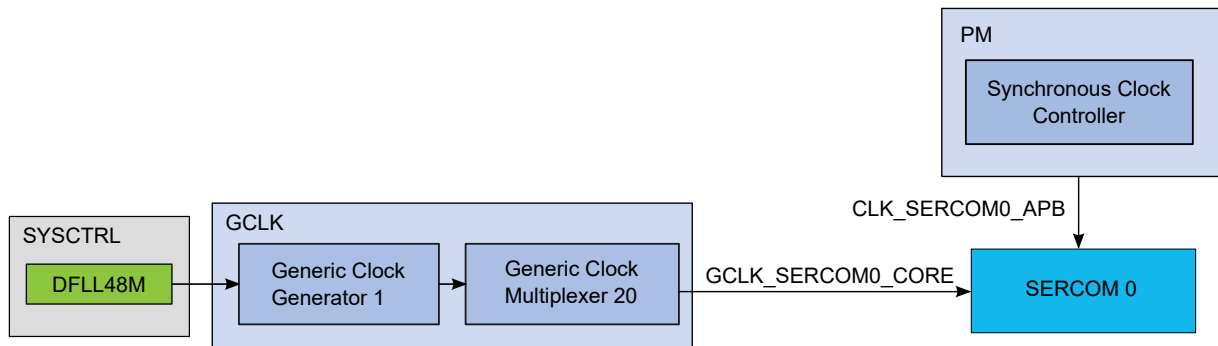 PM
Synchronous Clock
Controller
CLK_SERCOM0_APB
GCLK
SYSCTRL
DFLL48M
Generic Clock
Generator 1
Generic Clock
Multiplexer 20
GCLK_SERCOM0_CORE
SERCOM 0